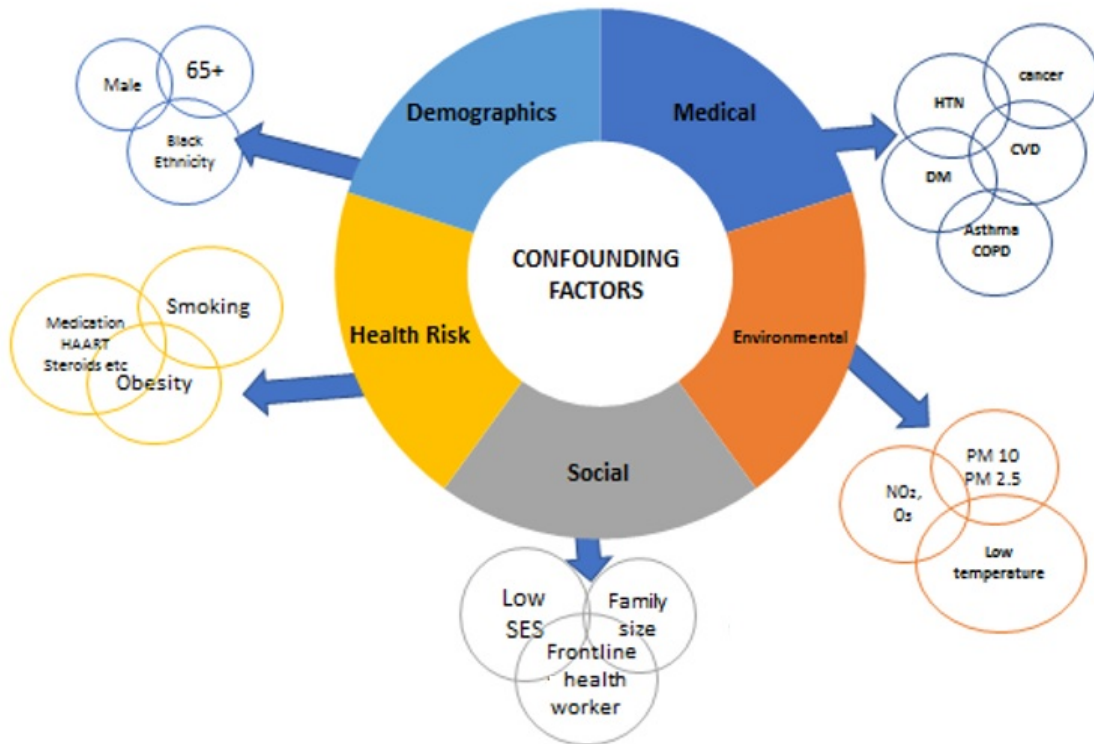 Male
65+
Black
Ethnicity
Demographics
Medical
HTN
cancer
CVD
DM
Asthma
COPD
CONFOUNDING
FACTORS
Smoking
Medication
HAART
Steroids etc
Obesity
Health Risk
Environmental
Social
PM 10
PM 2.5
NO₂,
O₃
Low
temperature
Low
SES
Family
size
Frontline
health
worker